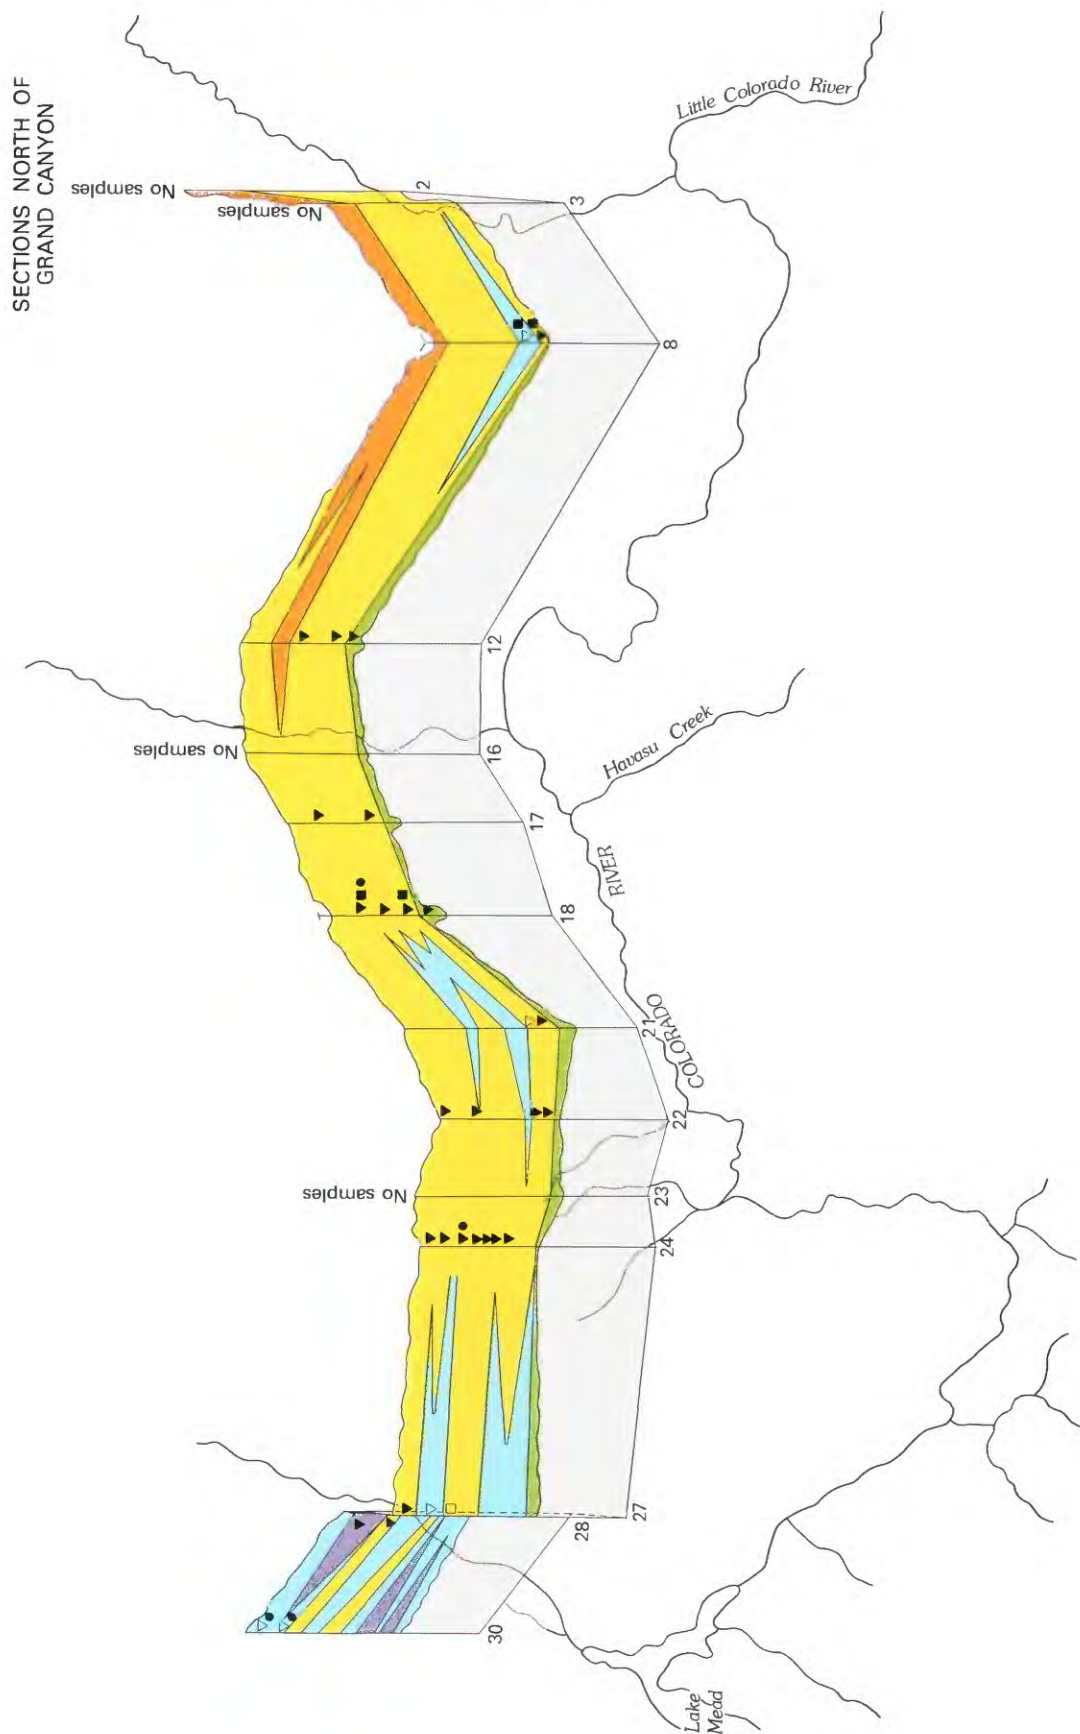 SECTIONS NORTH OF
GRAND CANYON
No samples
2
No samples
3
Little Colorado River
8
12
No samples
16
Havasu Creek
17
RIVER
18
COLORADO
21
22
No samples
23
24
27
28
30
Lake
Mead